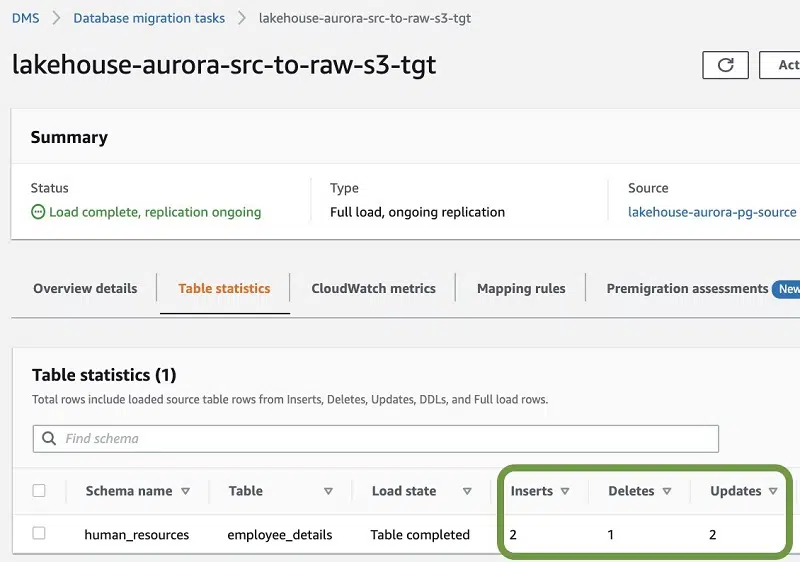 DMS > Database migration tasks > lakehouse-aurora-src-to-raw-s3-tgt
lakehouse-aurora-src-to-raw-s3-tgt
Act
Summary
Status Type Source
Load complete, replication ongoing Full load, ongoing replication lakehouse-aurora-pg-source
Overview details Table statistics CloudWatch metrics Mapping rules Premigration assessments New
Table statistics (1)
Total rows include loaded source table rows from Inserts, Deletes, Updates, DDLs, and Full load rows.
Find schema
Schema name Table Load state Inserts Deletes Updates
human_resources employee_details Table completed 2 1 2